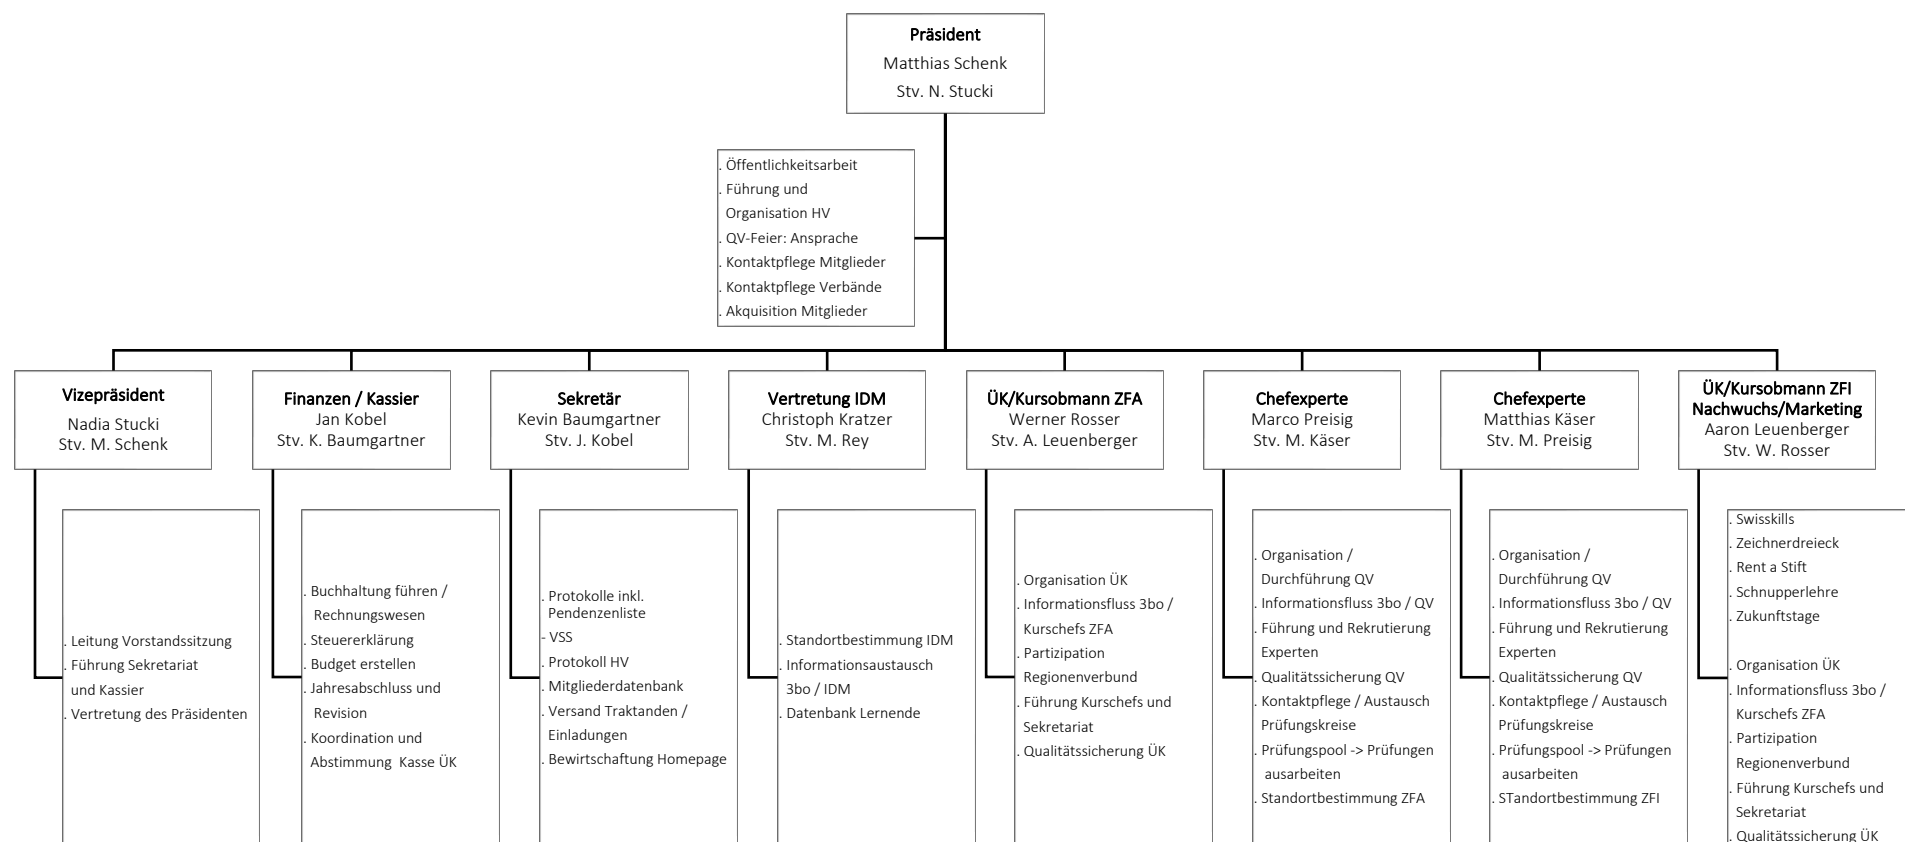 Präsident
Matthias Schenk
Stv. N. Stucki
. Öffentlichkeitsarbeit
. Führung und
Organisation HV
. QV-Feier: Ansprache
. Kontaktpflege Mitglieder
. Kontaktpflege Verbände
. Akquisition Mitglieder
Vizepräsident
Nadia Stucki
Stv. M. Schenk
. Leitung Vorstandssitzung
. Führung Sekretariat
und Kassier
. Vertretung des Präsidenten
Finanzen / Kassier
Jan Kobel
Stv. K. Baumgartner
. Buchhaltung führen /
Rechnungswesen
. Steuererklärung
. Budget erstellen
. Jahresabschluss und
Revision
. Koordination und
Abstimmung Kasse ÜK
Sekretär
Kevin Baumgartner
Stv. J. Kobel
. Protokolle inkl.
Pendenzenliste
- VSS
. Protokoll HV
. Mitgliederdatenbank
. Versand Traktanden /
Einladungen
. Bewirtschaftung Homepage
Vertretung IDM
Christoph Kratzer
Stv. M. Rey
. Standortbestimmung IDM
. Informationsaustausch
3bo / IDM
. Datenbank Lernende
ÜK/Kursobmann ZFA
Werner Rosser
Stv. A. Leuenberger
. Organisation ÜK
. Informationsfluss 3bo /
Kurschefs ZFA
. Partizipation
Regionenverbund
. Führung Kurschefs und
Sekretariat
. Qualitätssicherung ÜK
Chefexperte
Marco Preisig
Stv. M. Käser
. Organisation /
Durchführung QV
. Informationsfluss 3bo / QV
. Führung und Rekrutierung
Experten
. Qualitätssicherung QV
. Kontaktpflege / Austausch
Prüfungskreise
. Prüfungspool -> Prüfungen
ausarbeiten
. Standortbestimmung ZFA
Chefexperte
Matthias Käser
Stv. M. Preisig
. Organisation /
Durchführung QV
. Informationsfluss 3bo / QV
. Führung und Rekrutierung
Experten
. Qualitätssicherung QV
. Kontaktpflege / Austausch
Prüfungskreise
. Prüfungspool -> Prüfungen
ausarbeiten
. STandortbestimmung ZFI
ÜK/Kursobmann ZFI
Nachwuchs/Marketing
Aaron Leuenberger
Stv. W. Rosser
. Swisskills
. Zeichnerdreieck
. Rent a Stift
. Schnupperlehre
. Zukunftstage
. Organisation ÜK
. Informationsfluss 3bo /
Kurschefs ZFA
. Partizipation
Regionenverbund
. Führung Kurschefs und
Sekretariat
. Qualitätssicherung ÜK